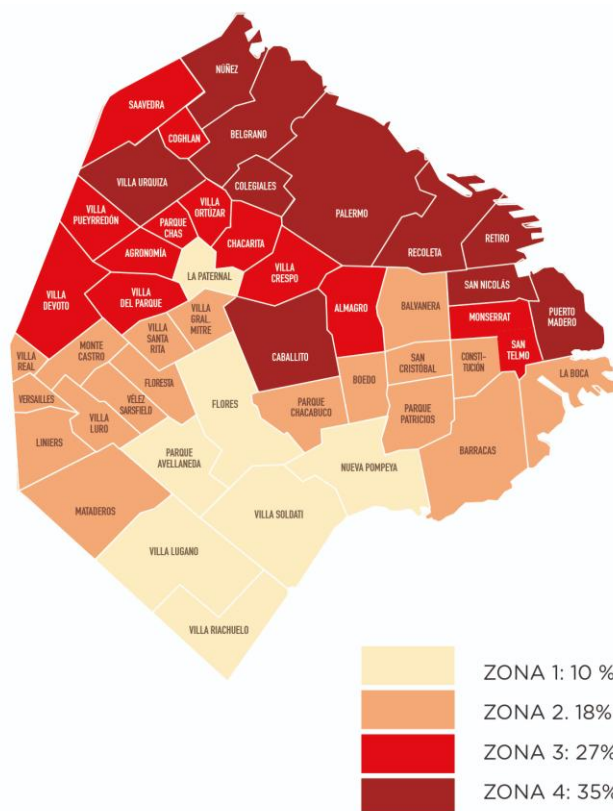 NÚÑEZ
SAAVEDRA
COGHLAN
BELGRANO
VILLA URQUIZA
COLEGIALES
VILLA
ORTÚZAR
VILLA
PUEYRREDÓN
PARQUE
CHAS
PALERMO
CHACARITA
AGRONOMÍA
RECOLETA
RETIRO
LA PATERNAL
VILLA
CRESPO
VILLA
DEVOTO
VILLA
DEL PARQUE
SAN NICOLÁS
PUERTO
MADERO
VILLA
GRAL.
MITRE
ALMAGRO
BALVANERA
MONSERRAT
VILLA
SANTA
RITA
SAN
TELMO
MONTE
CASTRO
VILLA
REAL
CABALLITO
SAN
CRISTÓBAL
CONSTI-
TUCIÓN
LA BOCA
FLORESTA
BOEDO
VERSAILLES
VÉLEZ
SARSFIELD
FLORES
PARQUE
CHACABUCO
VILLA
LURO
PARQUE
PATRICIOS
LINIERS
BARRACAS
PARQUE
AVELLANEDA
NUEVA POMPEYA
MATADEROS
VILLA SOLDATI
VILLA LUGANO
VILLA RIACHUELO
ZONA 1: 10 %
ZONA 2. 18%
ZONA 3: 27%
ZONA 4: 35%